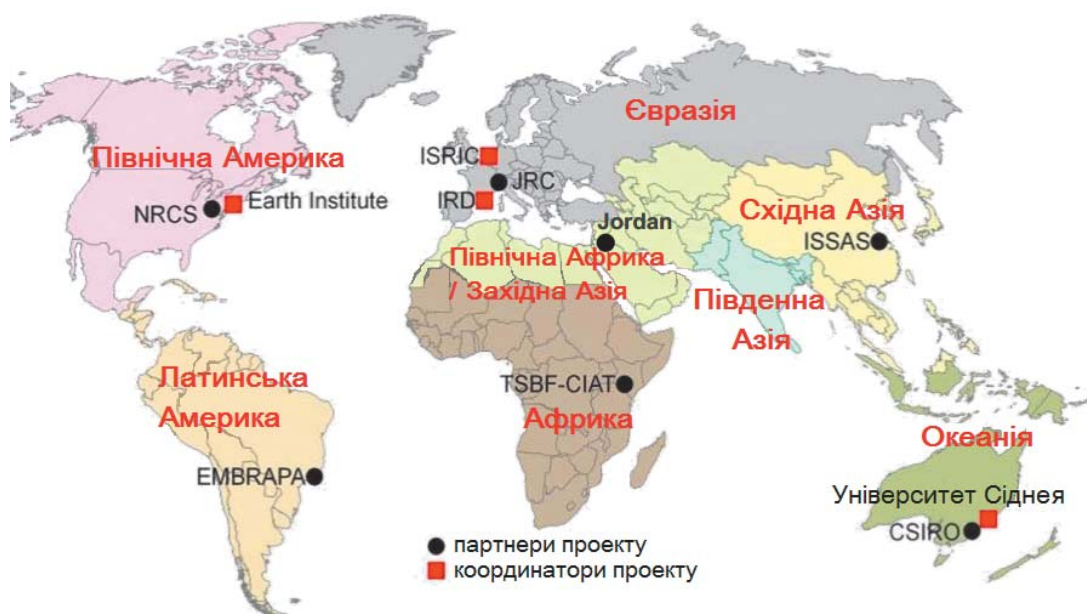 Євразія
Північна Америка
ISRIC
JRC
NRCS
Earth Institute
IRD
Jordan
Східна Азія
ISSAS
Північна Африка
/ Західна Азія
Південна
Азія
Латинська
Америка
TSBF-CIAT
Африка
Океанія
EMBRAPA
Університет Сіднея
CSIRO
партнери проекту
координатори проекту